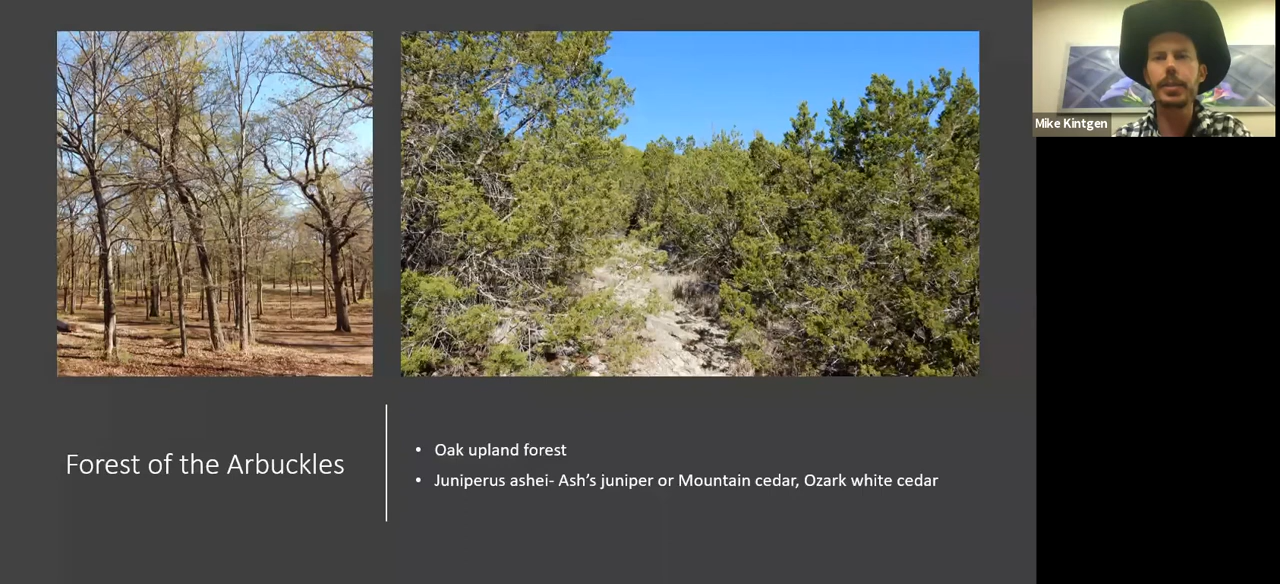 Mike Kintgen
Forest of the Arbuckles
• Oak upland forest
• Juniperus ashei- Ash’s juniper or Mountain cedar, Ozark white cedar